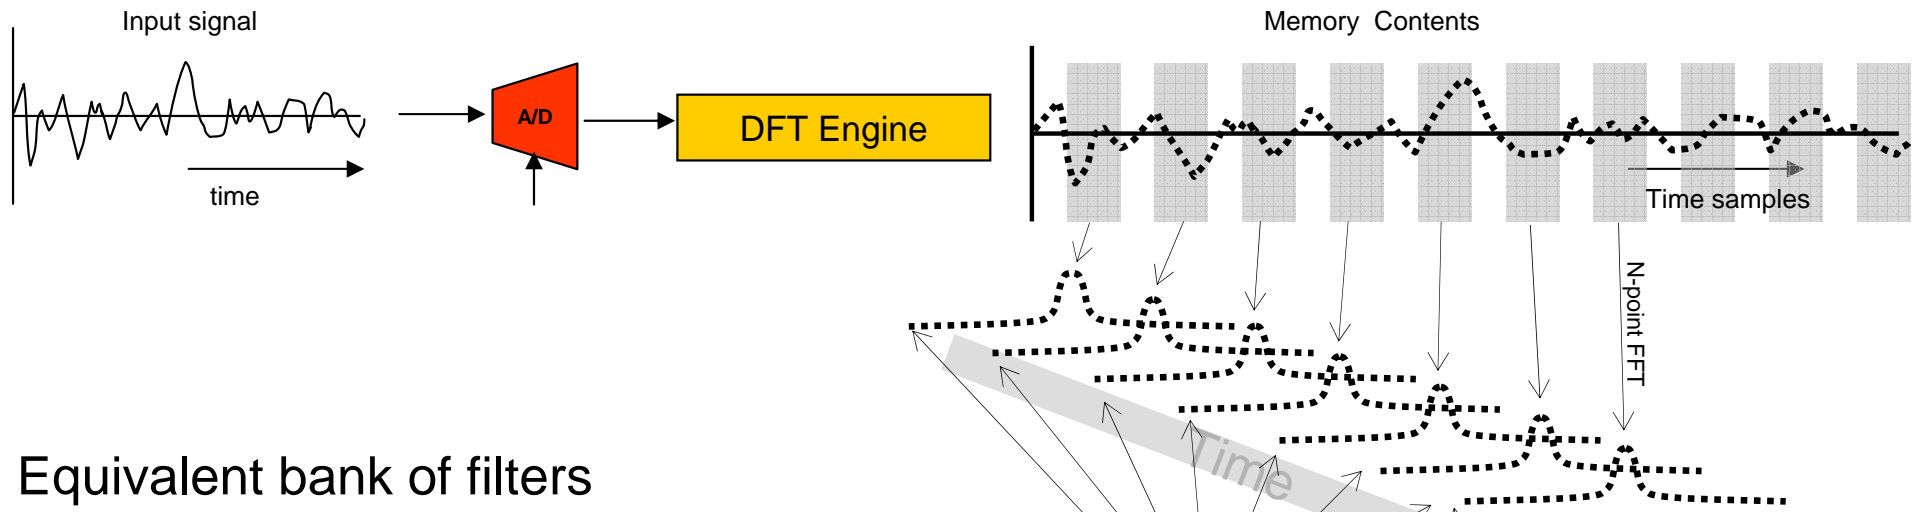 Input signal
Memory Contents
A/D
DFT Engine
time
Time samples
N-point FFT
Time
Equivalent bank of filters